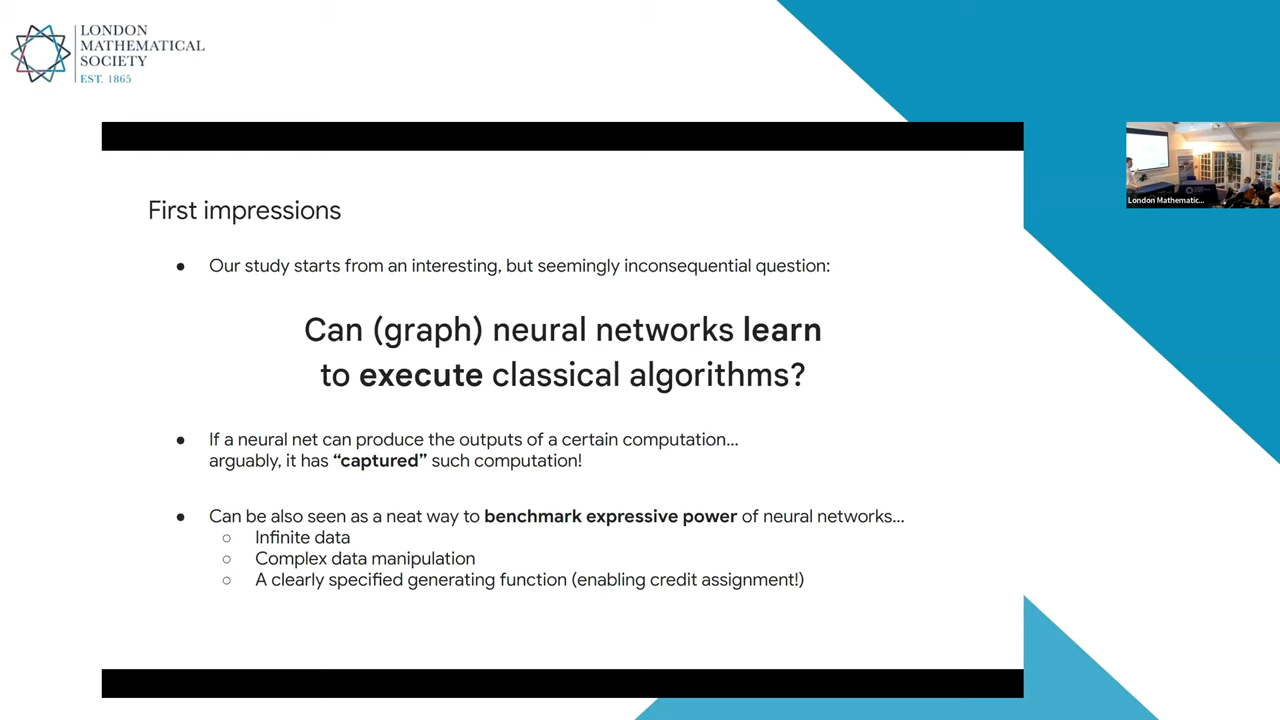 LONDON
MATHEMATICAL
SOCIETY
EST. 1865
London Mathematic...
First impressions
● Our study starts from an interesting, but seemingly inconsequential question:
Can (graph) neural networks learn
to execute classical algorithms?
● If a neural net can produce the outputs of a certain computation...
arguably, it has “captured” such computation!
● Can be also seen as a neat way to benchmark expressive power of neural networks...
○ Infinite data
○ Complex data manipulation
○ A clearly specified generating function (enabling credit assignment!)